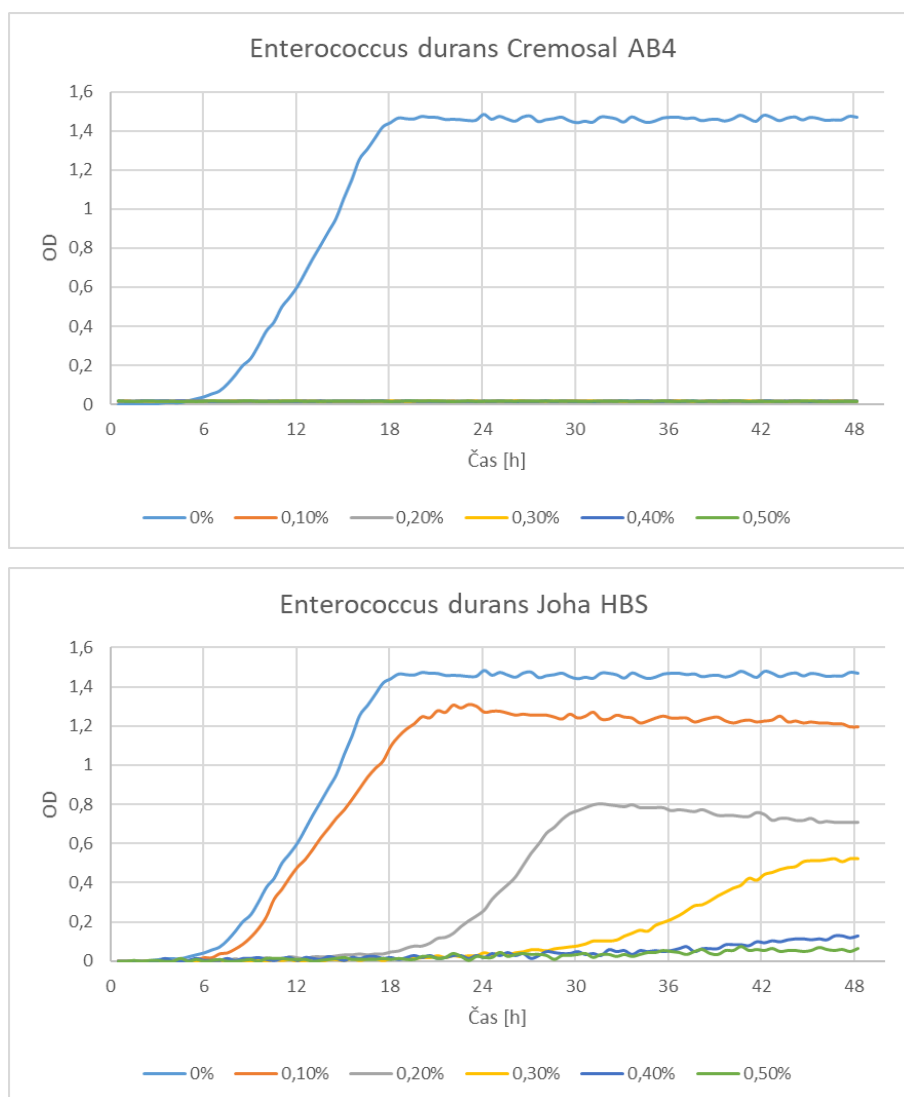 Enterococcus durans Cremosal AB4
1,6
1,4
1,2
1
0,8
0,6
0,4
0,2
0
OD
0 6 12 18 24 30 36 42 48
Čas [h]
0% 0,10% 0,20% 0,30% 0,40% 0,50%
Enterococcus durans Joha HBS
1,6
1,4
1,2
1
0,8
0,6
0,4
0,2
0
OD
0 6 12 18 24 30 36 42 48
Čas [h]
0% 0,10% 0,20% 0,30% 0,40% 0,50%